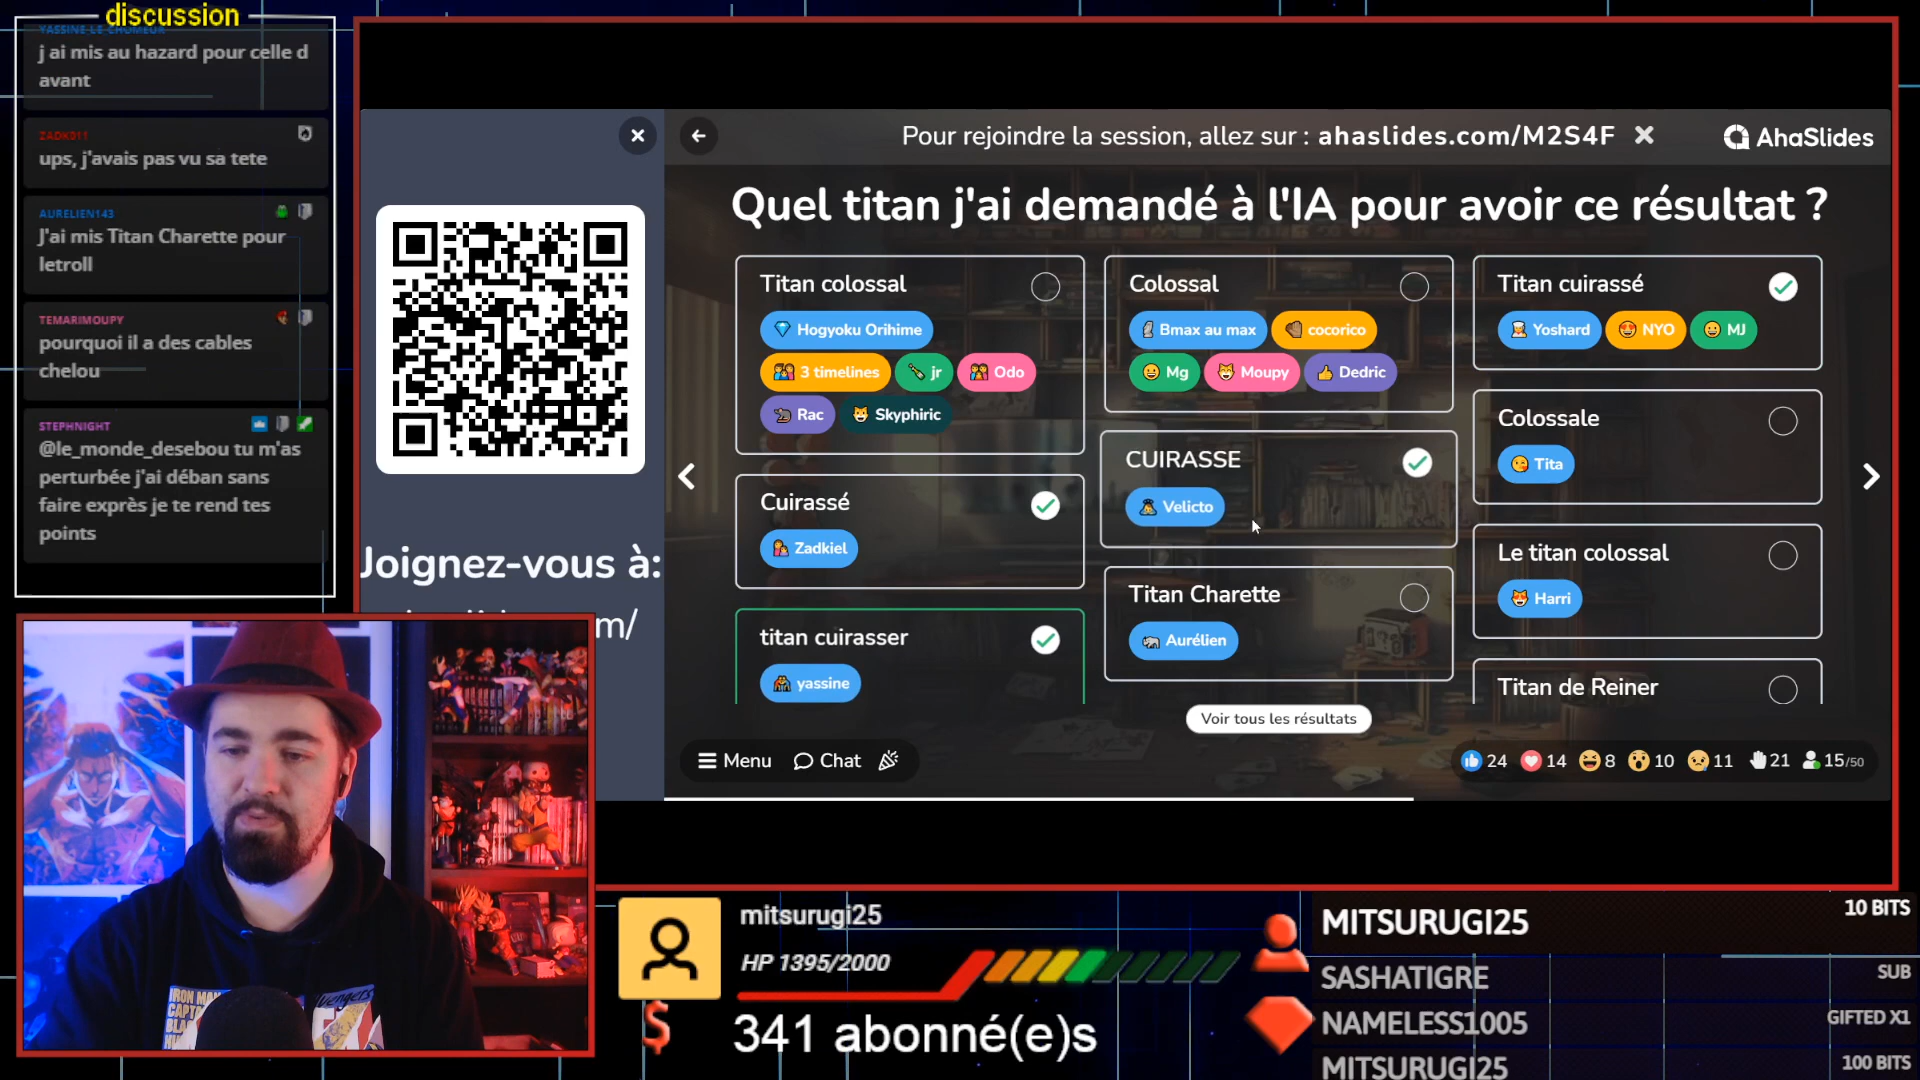 discussion
YASSINE LE CHOMEUR
j ai mis au hazard pour celle d
avant
ZADK911
ups, j'avais pas vu sa tete
AURELIEN143
J'ai mis Titan Charette pour
letroll
TEMARIMOUPY
pourquoi il a des cables
chelou
STEPHNIGHT
@le_monde_desebou tu m'as
perturbée j'ai déban sans
faire exprès je te rend tes
points
Joignez-vous à:
m/
Pour rejoindre la session, allez sur : ahaslides.com/M2S4F
AhaSlides
Quel titan j'ai demandé à l'IA pour avoir ce résultat ?
Titan colossal
Hogyoku Orihime
3 timelines jr Odo
Rac Skyphiric
Cuirassé
Zadkiel
titan cuirasser
yassine
Colossal
Bmax au max cocorico
Mg Moupy Dedric
CUIRASSE
Velicto
Titan Charette
Aurélien
Titan cuirassé
Yoshard NYO MJ
Colossale
Tita
Le titan colossal
Harri
Titan de Reiner
Voir tous les résultats
Menu Chat
24 14 8 10 11 21 15/50
IRON MAN
Avengers
mitsurugi25
HP 1395/2000
341 abonné(e)s
MITSURUGI25 10 BITS
SASHATIGRE SUB
NAMELESS1005 GIFTED X1
MITSURUGI25 100 BITS